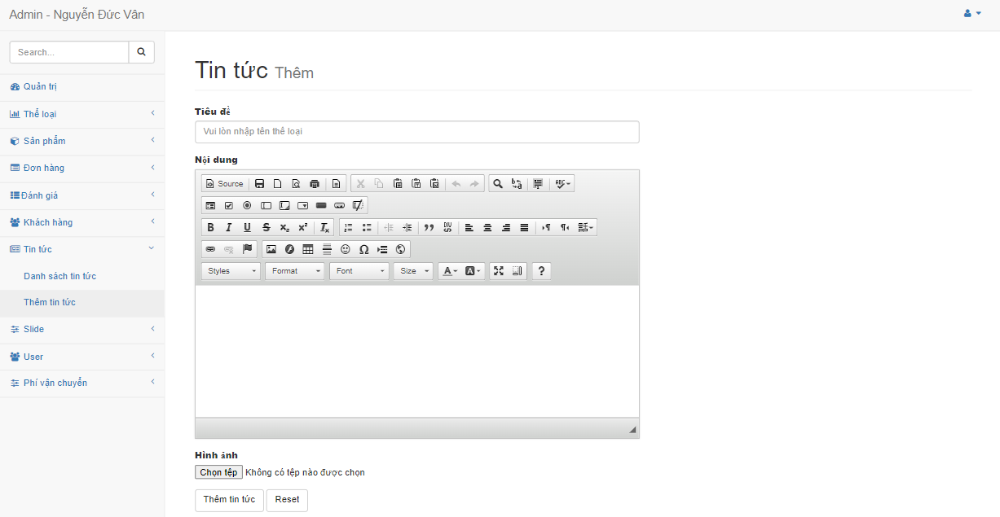 Admin - Nguyễn Đức Vân
Search...
Quản trị
Thể loại
Sản phẩm
Đơn hàng
Đánh giá
Khách hàng
Tin tức
Danh sách tin tức
Thêm tin tức
Slide
User
Phí vận chuyển
Tin tức Thêm
Tiêu đề
Vui lòn nhập tên thể loại
Nội dung
Source
Styles Format Font Size
Hình ảnh
Chọn tệp Không có tệp nào được chọn
Thêm tin tức Reset